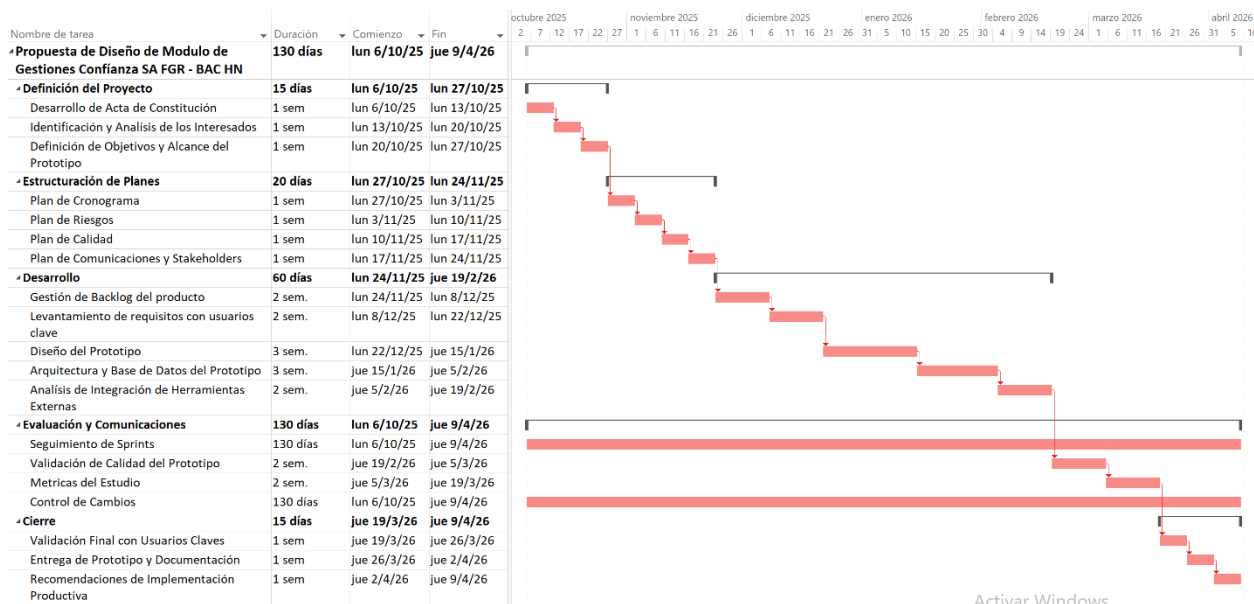 octubre 2025 noviembre 2025 diciembre 2025 enero 2026 febrero 2026 marzo 2026 abril 2026
Nombre de tarea Duración Comienzo Fin 2 7 12 17 22 27 1 6 11 16 21 26 1 6 11 16 21 26 31 5 10 15 20 25 30 4 9 14 19 24 1 6 11 16 21 26 31 5 10
Propuesta de Diseño de Modulo de 130 días lun 6/10/25 jue 9/4/26
Gestiones Confíanza SA FGR - BAC HN
Definición del Proyecto 15 días lun 6/10/25 lun 27/10/25
Desarrollo de Acta de Constitución 1 sem lun 6/10/25 lun 13/10/25
Identificación y Analisis de los Interesados 1 sem lun 13/10/25 lun 20/10/25
Definición de Objetivos y Alcance del 1 sem lun 20/10/25 lun 27/10/25
Prototipo
Estructuración de Planes 20 días lun 27/10/25 lun 24/11/25
Plan de Cronograma 1 sem lun 27/10/25 lun 3/11/25
Plan de Riesgos 1 sem lun 3/11/25 lun 10/11/25
Plan de Calidad 1 sem lun 10/11/25 lun 17/11/25
Plan de Comunicaciones y Stakeholders 1 sem lun 17/11/25 lun 24/11/25
Desarrollo 60 días lun 24/11/25 jue 19/2/26
Gestión de Backlog del producto 2 sem. lun 24/11/25 lun 8/12/25
Levantamiento de requisitos con usuarios 2 sem. lun 8/12/25 lun 22/12/25
clave
Diseño del Prototipo 3 sem. lun 22/12/25 jue 15/1/26
Arquitectura y Base de Datos del Prototipo 3 sem. jue 15/1/26 jue 5/2/26
Analísis de Integración de Herramientas 2 sem. jue 5/2/26 jue 19/2/26
Externas
Evaluación y Comunicaciones 130 días lun 6/10/25 jue 9/4/26
Seguimiento de Sprints 130 días lun 6/10/25 jue 9/4/26
Validación de Calidad del Prototipo 2 sem. jue 19/2/26 jue 5/3/26
Metricas del Estudio 2 sem. jue 5/3/26 jue 19/3/26
Control de Cambios 130 días lun 6/10/25 jue 9/4/26
Cierre 15 días jue 19/3/26 jue 9/4/26
Validación Final con Usuarios Claves 1 sem jue 19/3/26 jue 26/3/26
Entrega de Prototipo y Documentación 1 sem jue 26/3/26 jue 2/4/26
Recomendaciones de Implementación 1 sem jue 2/4/26 jue 9/4/26
Productiva
Activar Windows